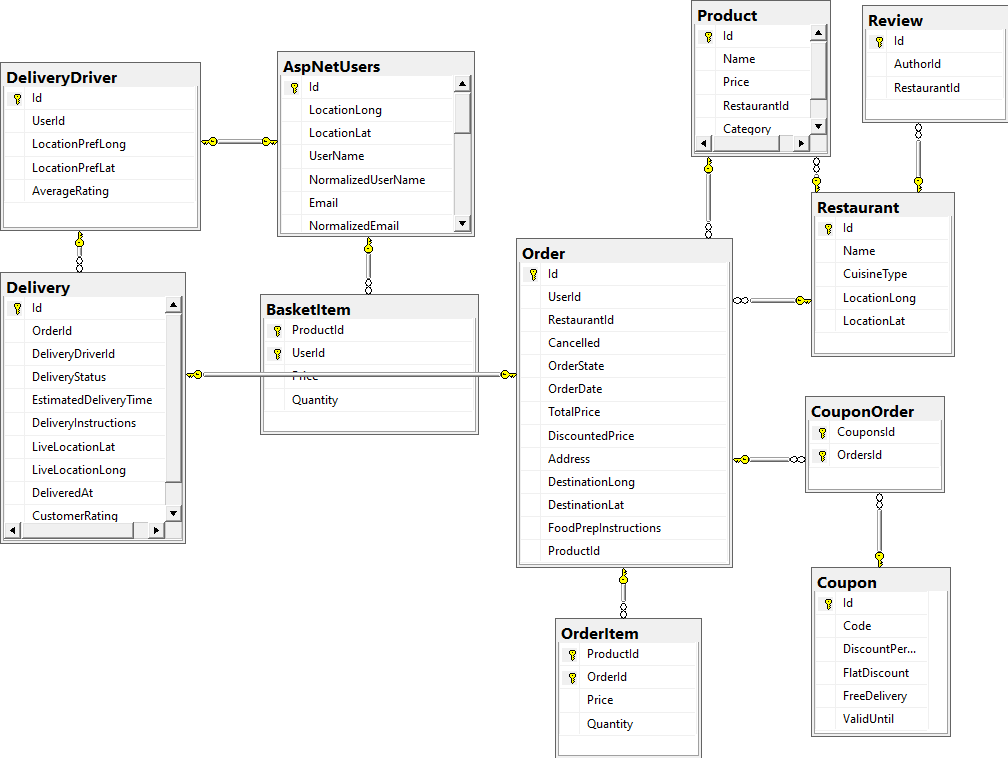 DeliveryDriver
Id
UserId
LocationPrefLong
LocationPrefLat
AverageRating
AspNetUsers
Id
LocationLong
LocationLat
UserName
NormalizedUserName
Email
NormalizedEmail
Product
Id
Name
Price
RestaurantId
Category
Review
Id
AuthorId
RestaurantId
Restaurant
Id
Name
CuisineType
LocationLong
LocationLat
Delivery
Id
OrderId
DeliveryDriverId
DeliveryStatus
EstimatedDeliveryTime
DeliveryInstructions
LiveLocationLat
LiveLocationLong
DeliveredAt
CustomerRating
BasketItem
ProductId
UserId
Price
Quantity
Order
Id
UserId
RestaurantId
Cancelled
OrderState
OrderDate
TotalPrice
DiscountedPrice
Address
DestinationLong
DestinationLat
FoodPrepInstructions
ProductId
CouponOrder
CouponsId
OrdersId
Coupon
Id
Code
DiscountPer...
FlatDiscount
FreeDelivery
ValidUntil
OrderItem
ProductId
OrderId
Price
Quantity